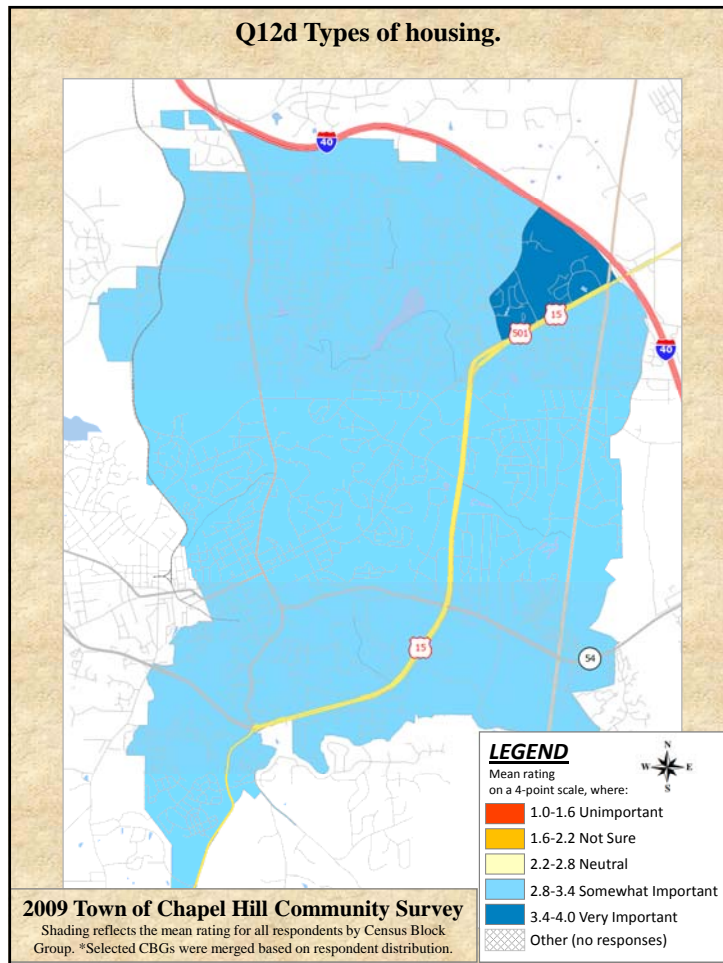 Q12d Types of housing.
40
15
501
40
15
54
LEGEND
N
W E
S
Mean rating
on a 4-point scale, where:
1.0-1.6 Unimportant
1.6-2.2 Not Sure
2.2-2.8 Neutral
2.8-3.4 Somewhat Important
3.4-4.0 Very Important
Other (no responses)
2009 Town of Chapel Hill Community Survey
Shading reflects the mean rating for all respondents by Census Block
Group. *Selected CBGs were merged based on respondent distribution.